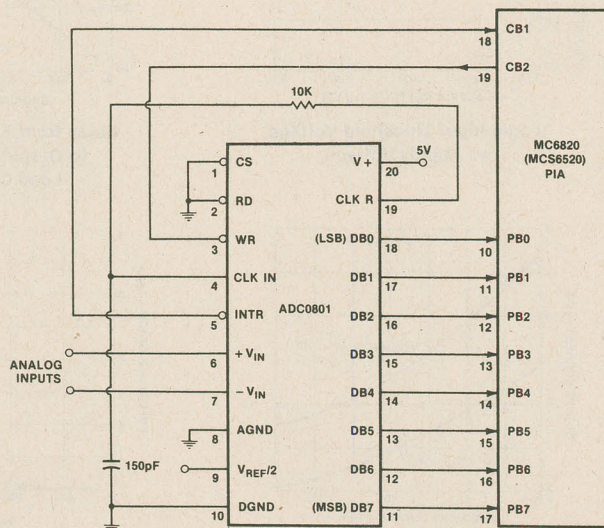 CB1
18
CB2
19
10K
MC6820
(MCS6520)
PIA
CS
1
V+
20
5V
RD
2
CLK R
19
WR
3
(LSB) DB0
18
PB0
10
CLK IN
4
DB1
17
PB1
11
ADC0801
INTR
5
DB2
16
PB2
12
ANALOG
INPUTS
+VIN
6
DB3
15
PB3
13
−VIN
7
DB4
14
PB4
14
AGND
8
DB5
13
PB5
15
150pF
VREF/2
9
DB6
12
PB6
16
DGND
10
(MSB) DB7
11
PB7
17